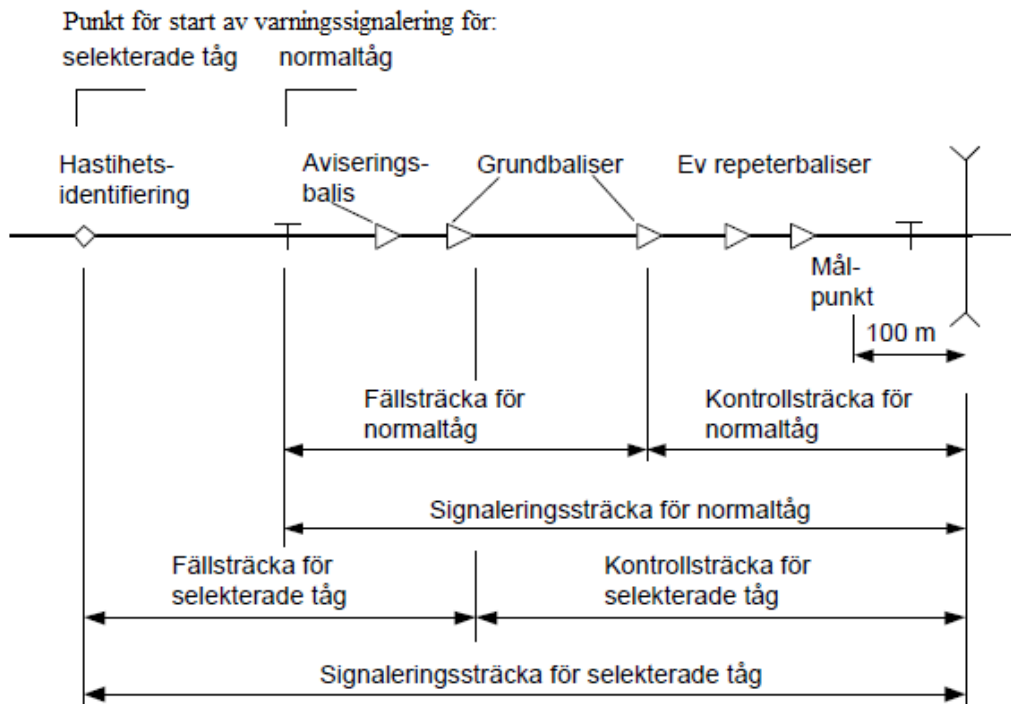 Punkt för start av varningssignalering för:
selekterade tåg normaltåg
Hastihets-
identifiering
Aviserings-
balis
Grundbaliser
Ev repeterbaliser
Mål-
punkt
100 m
Fällsträcka för
normaltåg
Kontrollsträcka för
normaltåg
Signaleringssträcka för normaltåg
Fällsträcka för
selekterade tåg
Kontrollsträcka för
selekterade tåg
Signaleringssträcka för selekterade tåg